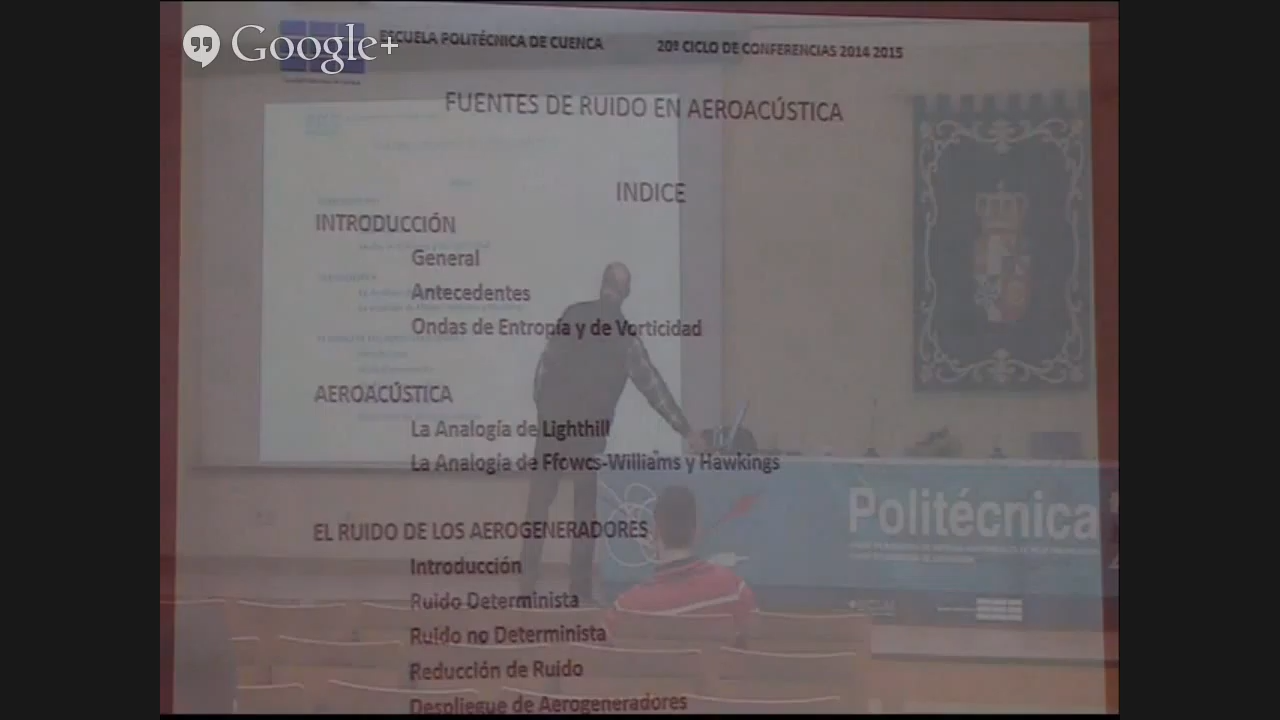 Google+
ESCUELA POLITÉCNICA DE CUENCA 20º CICLO DE CONFERENCIAS 2014 2015
FUENTES DE RUIDO EN AEROACÚSTICA
INDICE
INTRODUCCIÓN
General
Antecedentes
Ondas de Entropía y de Vorticidad
AEROACÚSTICA
La Analogía de Lighthill
La Analogia de Ffowcs-Williams y Hawkings
Politécnica
EL RUIDO DE LOS AEROGENERADORES
Introducción
Ruido Determinista
Ruido no Determinista
Reducción de Ruido
Despliegue de Aerogeneradores